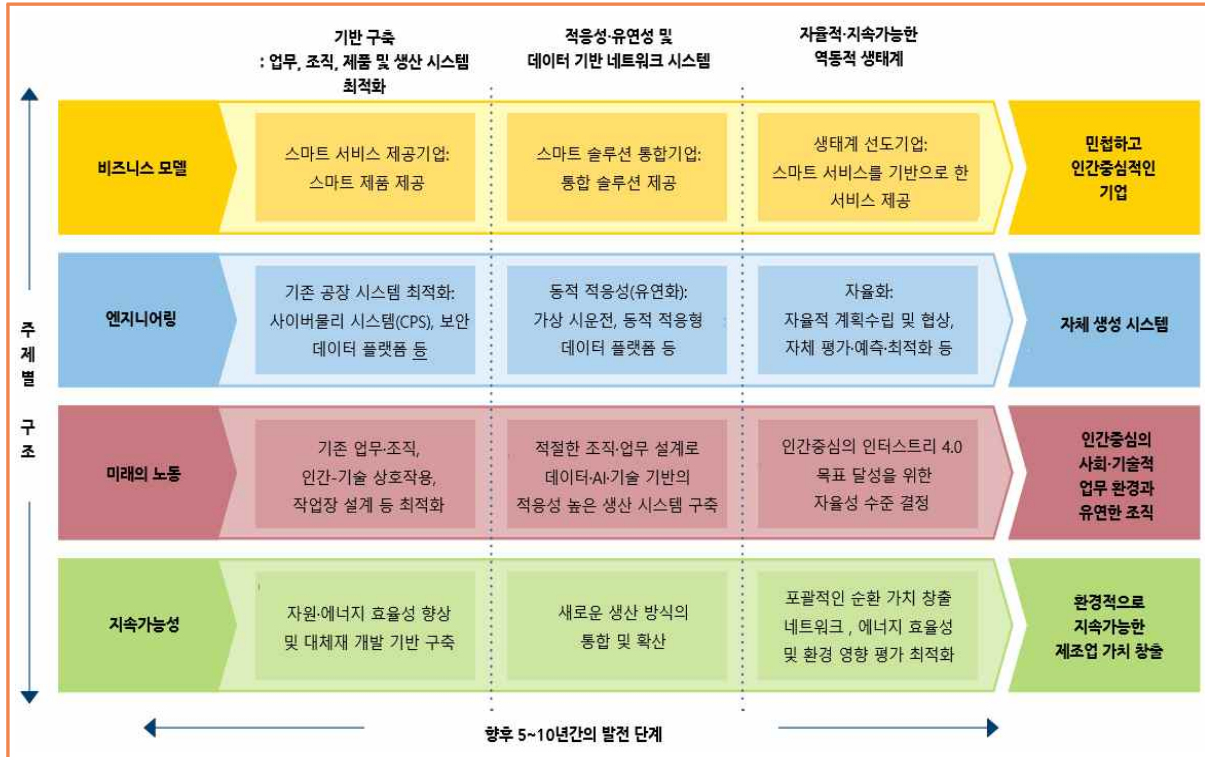 기반 구축
: 업무, 조직, 제품 및 생산 시스템
최적화
적응성·유연성 및
데이터 기반 네트워크 시스템
자율적·지속가능한
역동적 생태계
주제별 구조
비즈니스 모델
스마트 서비스 제공기업:
스마트 제품 제공
스마트 솔루션 통합기업:
통합 솔루션 제공
생태계 선도기업:
스마트 서비스를 기반으로 한
서비스 제공
민첩하고
인간중심적인
기업
엔지니어링
기존 공장 시스템 최적화:
사이버물리 시스템(CPS), 보안
데이터 플랫폼 등
동적 적응성(유연화):
가상 시운전, 동적 적응형
데이터 플랫폼 등
자율화:
자율적 계획수립 및 협상,
자체 평가·예측·최적화 등
자체 생성 시스템
미래의 노동
기존 업무·조직,
인간-기술 상호작용,
작업장 설계 등 최적화
적절한 조직·업무 설계로
데이터·AI·기술 기반의
적응성 높은 생산 시스템 구축
인간중심의 인터스트리 4.0
목표 달성을 위한
자율성 수준 결정
인간중심의
사회·기술적
업무 환경과
유연한 조직
지속가능성
자원·에너지 효율성 향상
및 대체재 개발 기반 구축
새로운 생산 방식의
통합 및 확산
포괄적인 순환 가치 창출
네트워크 , 에너지 효율성
및 환경 영향 평가 최적화
환경적으로
지속가능한
제조업 가치 창출
향후 5~10년간의 발전 단계